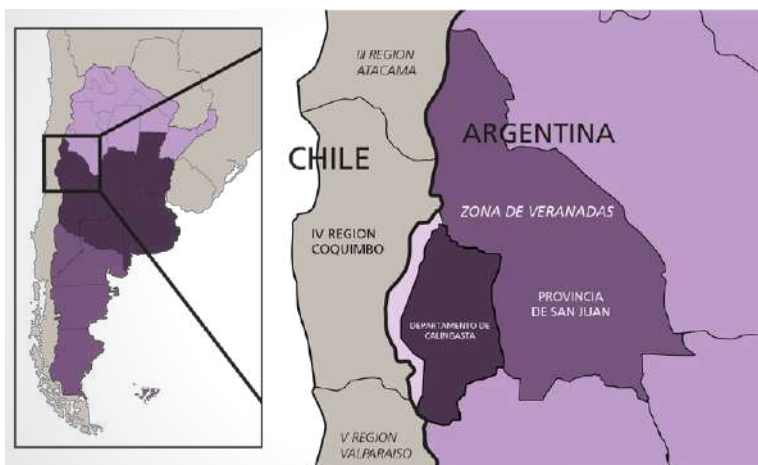 III REGION
ATACAMA
CHILE
ARGENTINA
ZONA DE VERANADAS
IV REGION
COQUIMBO
DEPARTAMENTO DE
CALINGASTA
PROVINCIA
DE SAN JUAN
V REGION
VALPARAISO